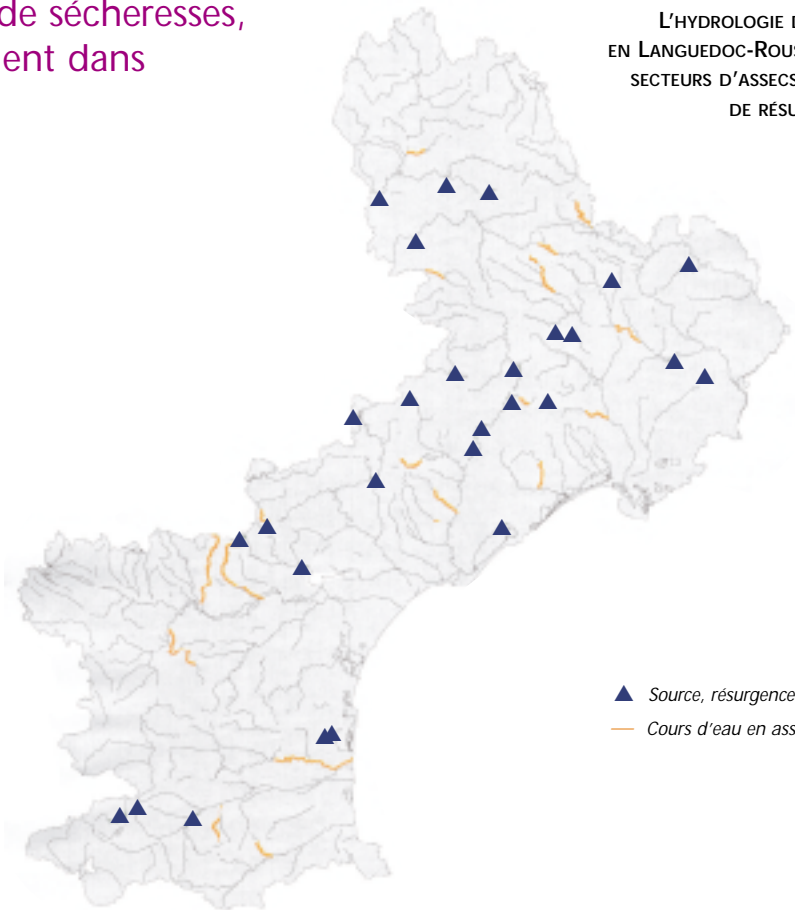 de sécheresses,
ent dans
L'HYDROLOGIE D
EN LANGUEDOC-ROUS
SECTEURS D'ASSECS
DE RÉSU
Source, résurgence
Cours d'eau en ass